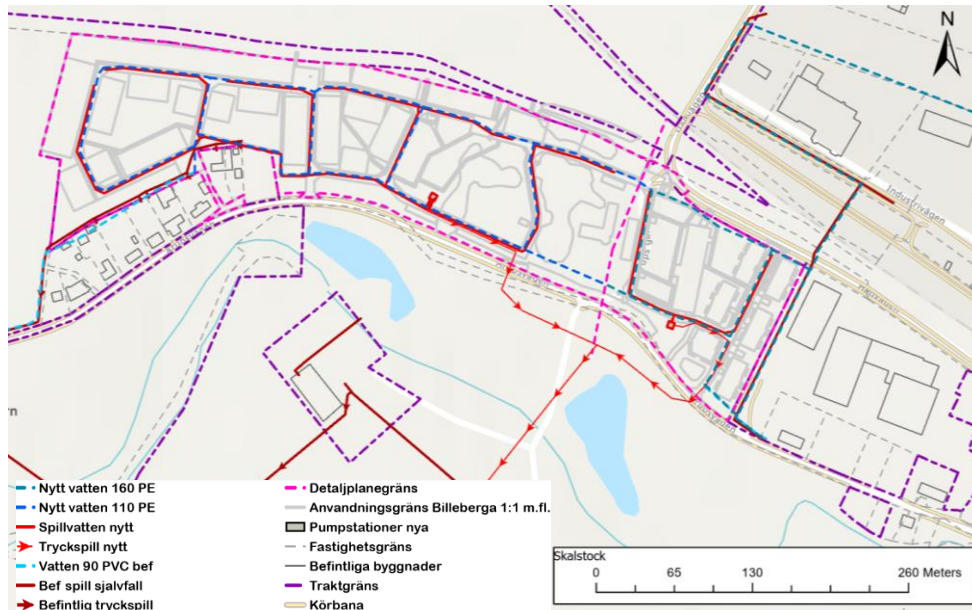 N
Industrivägen
Nytt vatten 160 PE
Nytt vatten 110 PE
Spillvatten nytt
Tryckspill nytt
Vatten 90 PVC bef
Bef spill sjalvfall
Befintlig tryckspill
Detaljplanegräns
Anvandningsgräns Billeberga 1:1 m.fl.
Pumpstationer nya
Fastighetsgräns
Befintliga byggnader
Traktgräns
Körbana
Skalstock
0 65 130 260 Meters